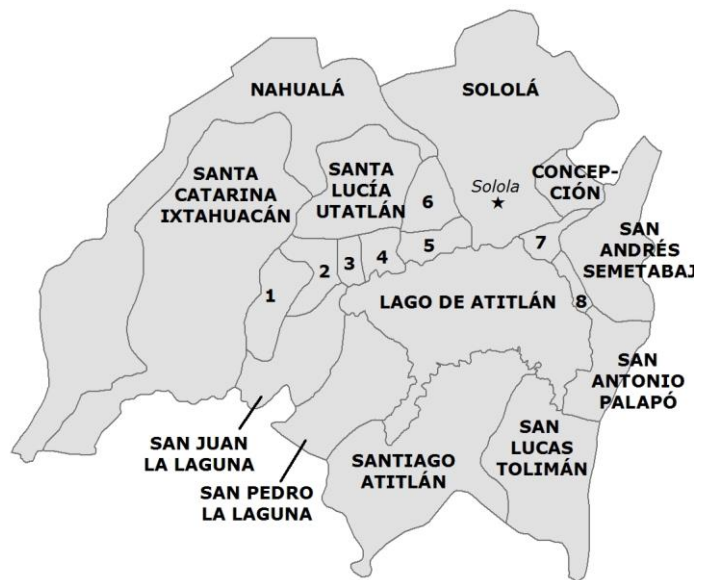 NAHUALÁ
SOLOLÁ
SANTA
CATARINA
IXTAHUACÁN
SANTA
LUCÍA
UTATLÁN
6
Solola
CONCEP-
CIÓN
SAN
ANDRÉS
SEMETABAJ
1
2
3
4
5
7
8
LAGO DE ATITLÁN
SAN
ANTONIO
PALAPÓ
SAN JUAN
LA LAGUNA
SAN PEDRO
LA LAGUNA
SANTIAGO
ATITLÁN
SAN
LUCAS
TOLIMÁN